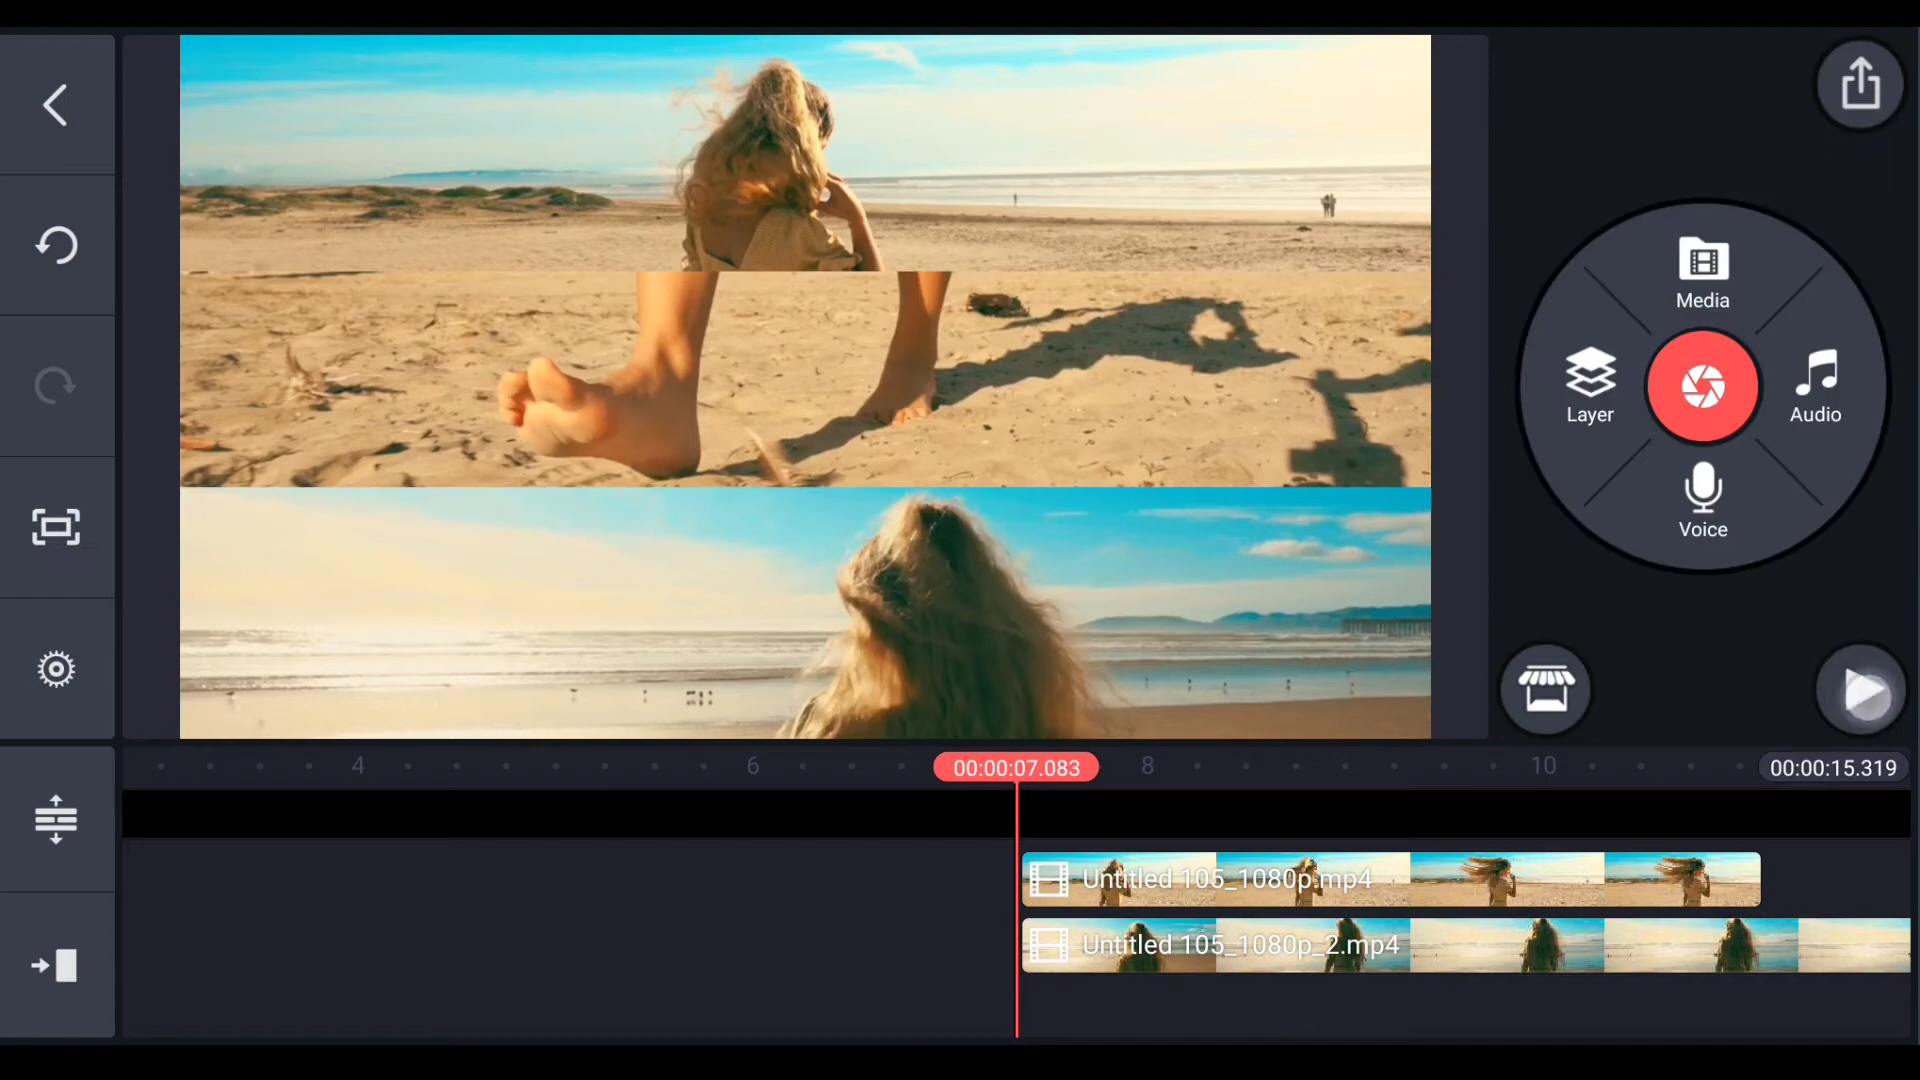 Media
Layer
Audio
Voice
4
6
00:00:07.083
8
10
00:00:15.319
Untitled 105_1080p.mp4
Untitled 105_1080p_2.mp4